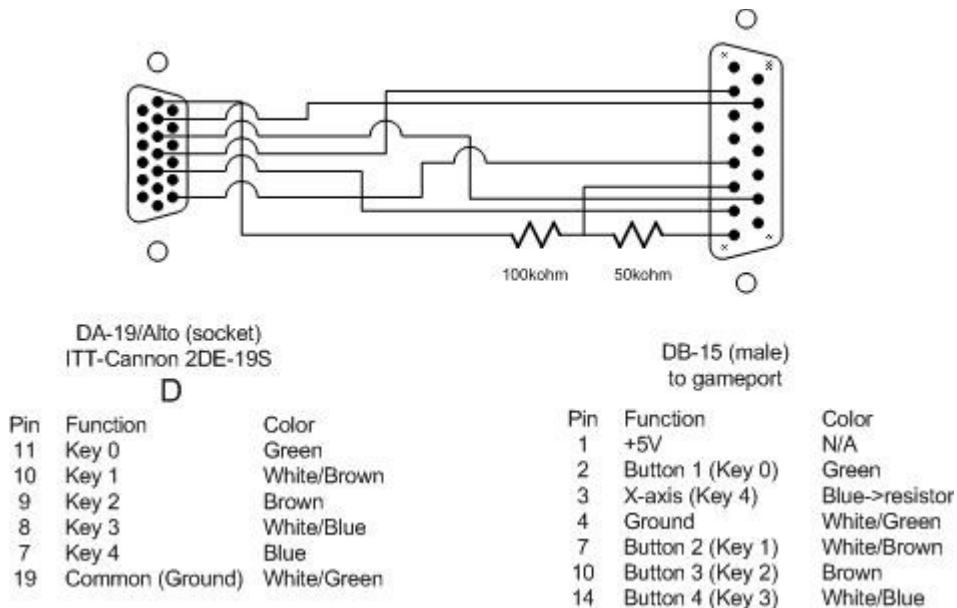 100kohm 50kohm
DA-19/Alto (socket)
ITT-Cannon 2DE-19S
D
Pin Function Color
11 Key 0 Green
10 Key 1 White/Brown
9 Key 2 Brown
8 Key 3 White/Blue
7 Key 4 Blue
19 Common (Ground) White/Green
DB-15 (male)
to gameport
Pin Function Color
1 +5V N/A
2 Button 1 (Key 0) Green
3 X-axis (Key 4) Blue->resistor
4 Ground White/Green
7 Button 2 (Key 1) White/Brown
10 Button 3 (Key 2) Brown
14 Button 4 (Key 3) White/Blue